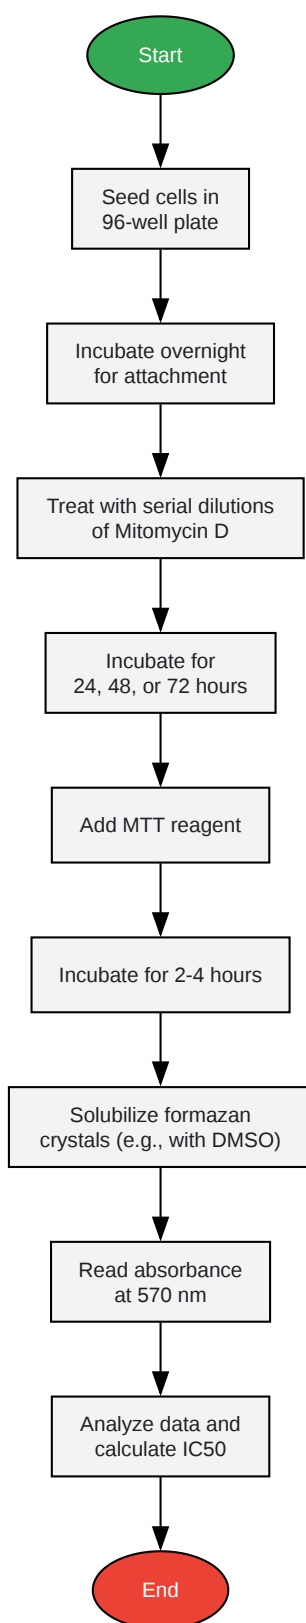 Start
Seed cells in
96-well plate
Incubate overnight
for attachment
Treat with serial dilutions
of Mitomycin D
Incubate for
24, 48, or 72 hours
Add MTT reagent
Incubate for 2-4 hours
Solubilize formazan
crystals (e.g., with DMSO)
Read absorbance
at 570 nm
Analyze data and
calculate IC50
End